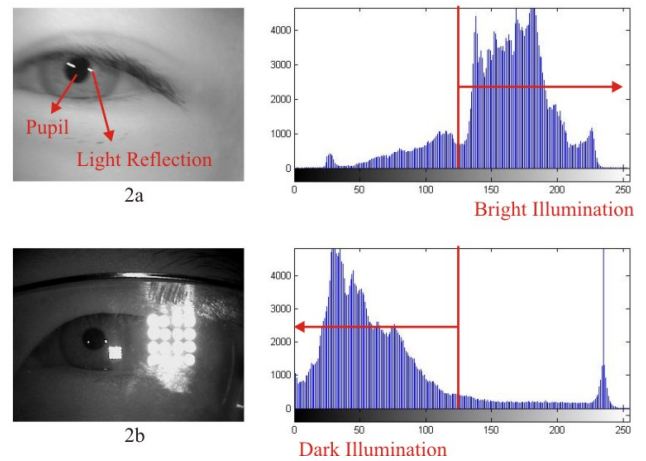 Pupil
Light Reflection
2a
4000
3000
2000
1000
0
0 50 100 150 200 250
Bright Illumination
2b
4000
3000
2000
1000
0
0 50 100 150 200 250
Dark Illumination